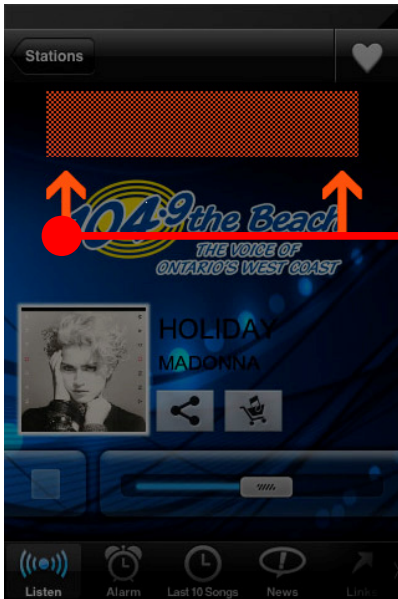 Stations
104.9 the Beach
THE VOICE OF
ONTARIO'S WEST COAST
HOLIDAY
MADONNA
Listen
Alarm
Last 10 Songs
News
Links